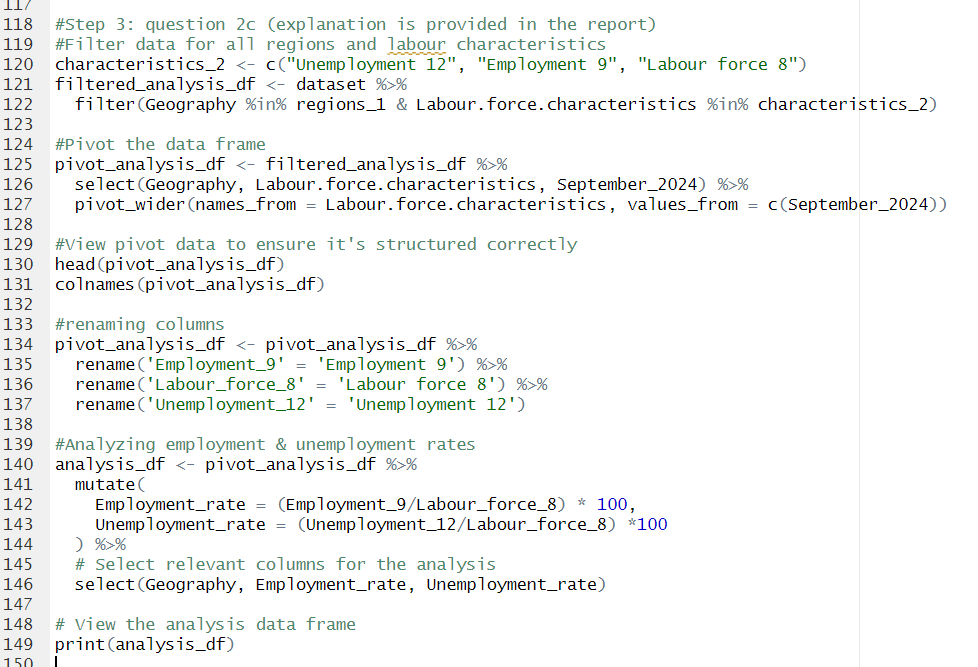 117
118 #Step 3: question 2c (explanation is provided in the report)
119 #Filter data for all regions and labour characteristics
120 characteristics_2 <- c("Unemployment 12", "Employment 9", "Labour force 8")
121 filtered_analysis_df <- dataset %>%
122   filter(Geography %in% regions_1 & Labour.force.characteristics %in% characteristics_2)
123
124 #Pivot the data frame
125 pivot_analysis_df <- filtered_analysis_df %>%
126   select(Geography, Labour.force.characteristics, September_2024) %>%
127   pivot_wider(names_from = Labour.force.characteristics, values_from = c(September_2024))
128
129 #View pivot data to ensure it's structured correctly
130 head(pivot_analysis_df)
131 colnames(pivot_analysis_df)
132
133 #renaming columns
134 pivot_analysis_df <- pivot_analysis_df %>%
135   rename('Employment_9' = 'Employment 9') %>%
136   rename('Labour_force_8' = 'Labour force 8') %>%
137   rename('Unemployment_12' = 'Unemployment 12')
138
139 #Analyzing employment & unemployment rates
140 analysis_df <- pivot_analysis_df %>%
141   mutate(
142     Employment_rate = (Employment_9/Labour_force_8) * 100,
143     Unemployment_rate = (Unemployment_12/Labour_force_8) *100
144   ) %>%
145   # Select relevant columns for the analysis
146   select(Geography, Employment_rate, Unemployment_rate)
147
148 # View the analysis data frame
149 print(analysis_df)
150